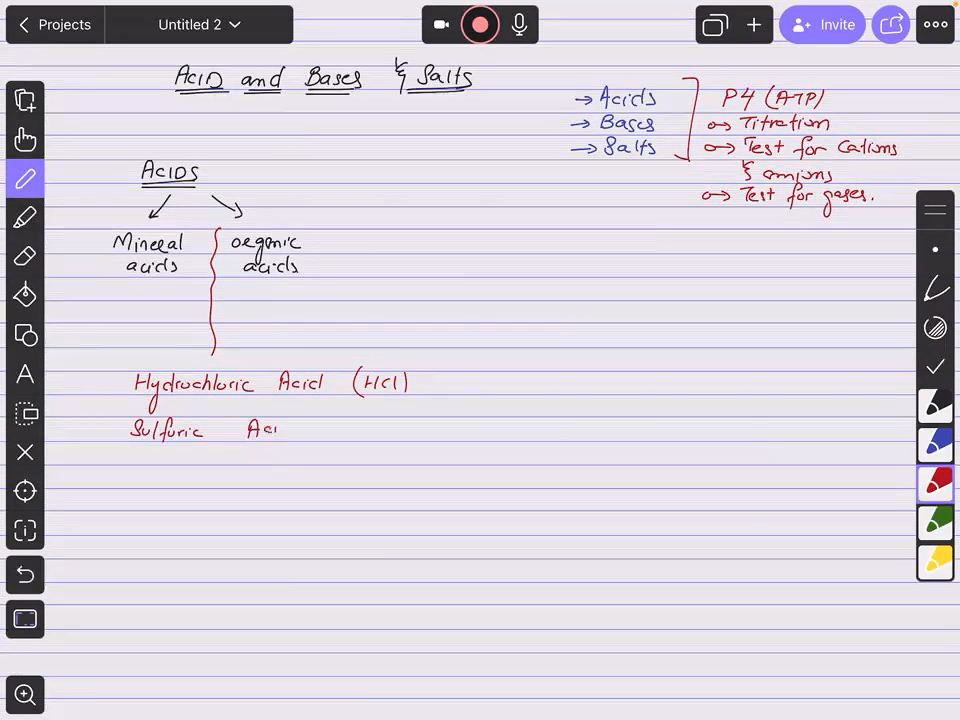 Projects
Untitled 2
Invite
Acid and Bases & Salts
→ Acids
→ Bases
→ Salts
P4 (ATP)
Titration
Test for Cations
& anions
Test for gases.
ACIDS
Mineral
acids
organic
acids
Hydrochloric Acid (HCl)
Sulfuric Aci